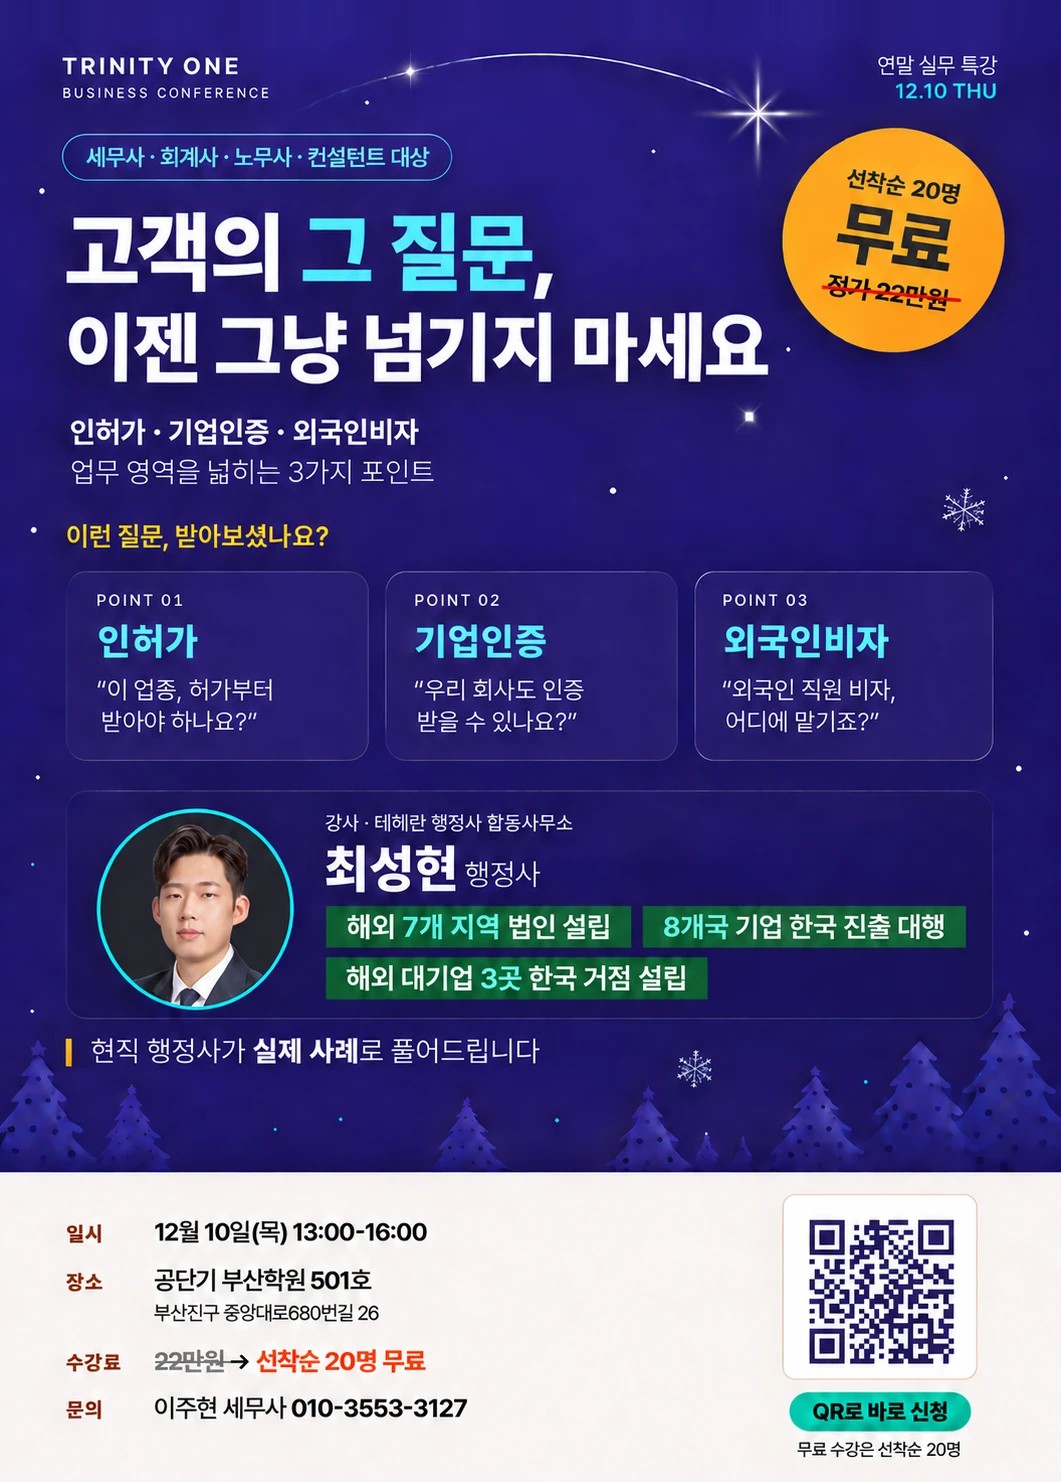 TRINITY ONE
BUSINESS CONFERENCE
연말 실무 특강
12.10 THU
세무사 · 회계사 · 노무사 · 컨설턴트 대상
선착순 20명
무료
정가 22만원
고객의 그 질문,
이젠 그냥 넘기지 마세요
인허가 · 기업인증 · 외국인비자
업무 영역을 넓히는 3가지 포인트
이런 질문, 받아보셨나요?
POINT 01
인허가
“이 업종, 허가부터
받아야 하나요?”
POINT 02
기업인증
“우리 회사도 인증
받을 수 있나요?”
POINT 03
외국인비자
“외국인 직원 비자,
어디에 맡기죠?”
강사 · 테헤란 행정사 합동사무소
최성현 행정사
해외 7개 지역 법인 설립
8개국 기업 한국 진출 대행
해외 대기업 3곳 한국 거점 설립
현직 행정사가 실제 사례로 풀어드립니다
일시 12월 10일(목) 13:00-16:00
장소 공단기 부산학원 501호
부산진구 중앙대로680번길 26
수강료 22만원 → 선착순 20명 무료
문의 이주현 세무사 010-3553-3127
QR로 바로 신청
무료 수강은 선착순 20명